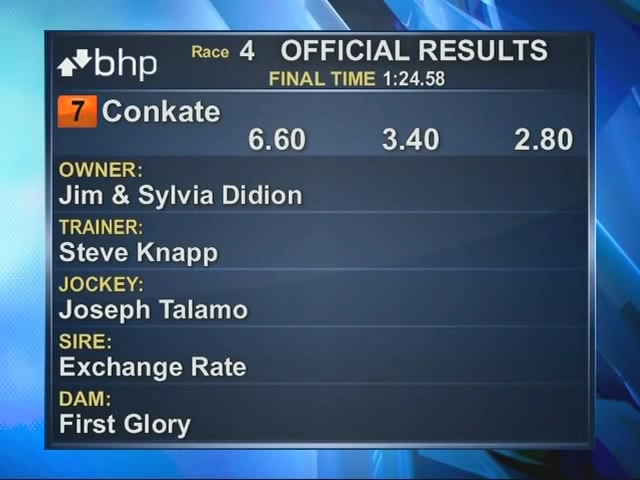 bhp
Race 4 OFFICIAL RESULTS
FINAL TIME 1:24.58
7 Conkate
6.60 3.40 2.80
OWNER:
Jim & Sylvia Didion
TRAINER:
Steve Knapp
JOCKEY:
Joseph Talamo
SIRE:
Exchange Rate
DAM:
First Glory